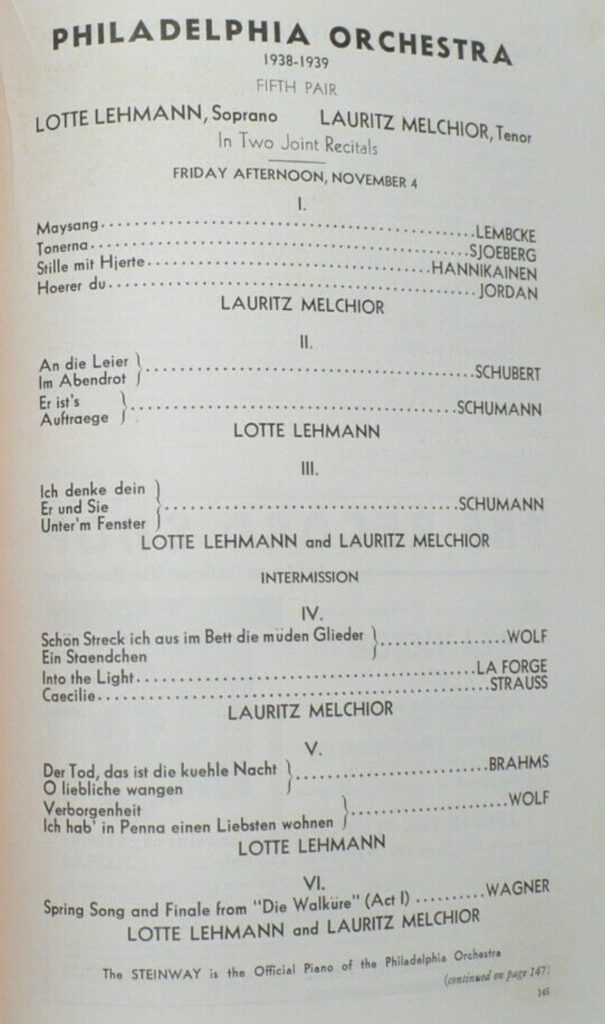 PHILADELPHIA ORCHESTRA
1938-1939
FIFTH PAIR
LOTTE LEHMANN, Soprano LAURITZ MELCHIOR, Tenor
In Two Joint Recitals
FRIDAY AFTERNOON, NOVEMBER 4
I.
Maysang LEMBCKE
Tonerna SJOEBERG
Stille mit Hjerte HANNIKAINEN
Hoerer du JORDAN
LAURITZ MELCHIOR
II.
An die Leier
Im Abendrot SCHUBERT
Er ist's
Auftraege SCHUMANN
LOTTE LEHMANN
III.
Ich denke dein
Er und Sie SCHUMANN
Unter'm Fenster
LOTTE LEHMANN and LAURITZ MELCHIOR
INTERMISSION
IV.
Schön Streck ich aus im Bett die müden Glieder WOLF
Ein Staendchen
Into the Light LA FORGE
Caecilie STRAUSS
LAURITZ MELCHIOR
V.
Der Tod, das ist die kuehle Nacht BRAHMS
O liebliche wangen
Verborgenheit WOLF
Ich hab' in Penna einen Liebsten wohnen
LOTTE LEHMANN
VI.
Spring Song and Finale from "Die Walküre" (Act I) WAGNER
LOTTE LEHMANN and LAURITZ MELCHIOR
The STEINWAY is the Official Piano of the Philadelphia Orchestra
(continued on page 147)
145